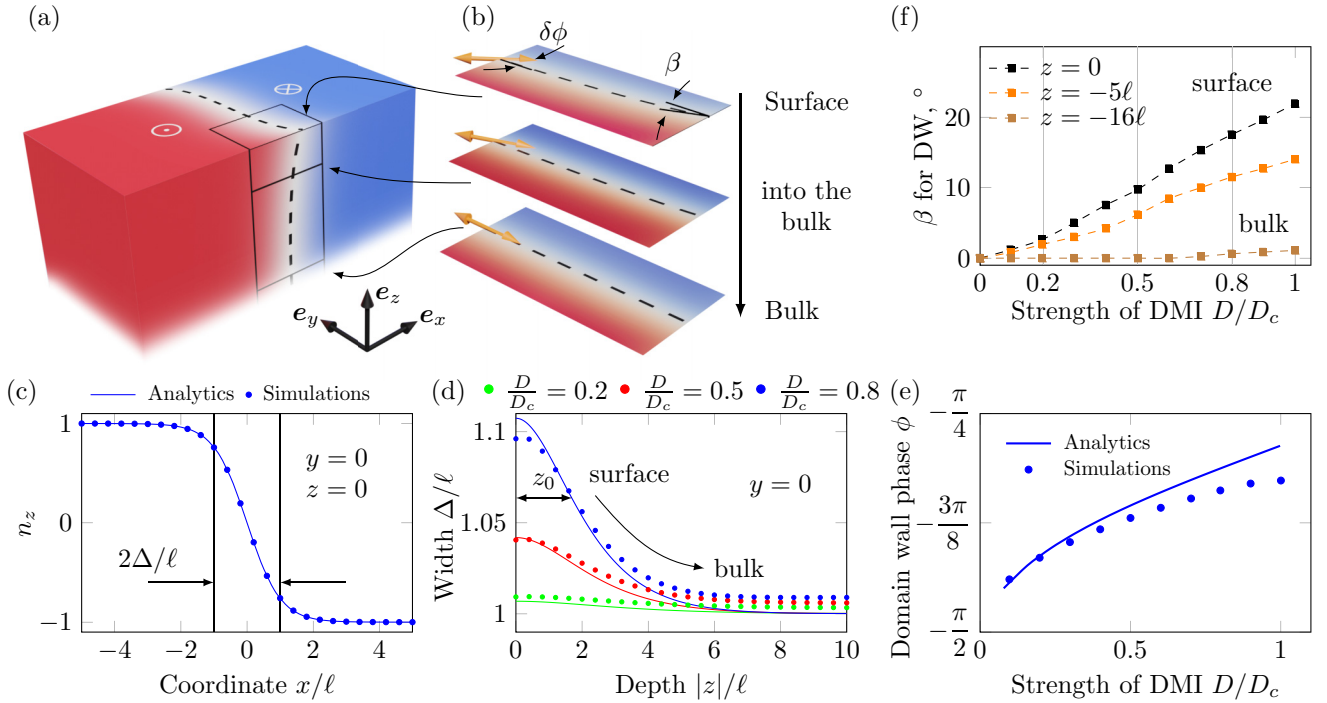 (a)
e_y
e_z
e_x
(b)
δϕ
β
Surface
into the
bulk
Bulk
(f)
β for DW, °
20
10
0
z = 0
z = −5ℓ
z = −16ℓ
surface
bulk
0 0.2 0.5 0.8 1
Strength of DMI D/D_c
(c)
Analytics Simulations
n_z
1
0
−1
y = 0
z = 0
2Δ/ℓ
−4 −2 0 2 4
Coordinate x/ℓ
(d)
D/D_c = 0.2 D/D_c = 0.5 D/D_c = 0.8
Width Δ/ℓ
1.1
1.05
1
z_0
surface
y = 0
bulk
0 2 4 6 8 10
Depth |z|/ℓ
(e)
Domain wall phase ϕ
−π/4
−3π/8
−π/2
Analytics
Simulations
0 0.5 1
Strength of DMI D/D_c